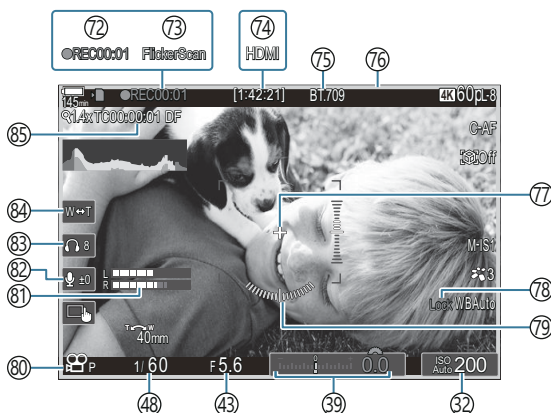 72 73 74
●REC00:01 FlickerScan HDMI
75 76
145min ●REC00:01 [1:42:21] BT.709 4K 60p L-8
1.4x TC00:00:01 DF
85
C-AF
Off
77
84 W↔T
83 8
M-IS1
82 ±0
3
78
81 L
R
Lock WBAuto
79
T W
40mm
80 P 1/60 F5.6 0 0.0 ISO Auto 200
48 43 39 32